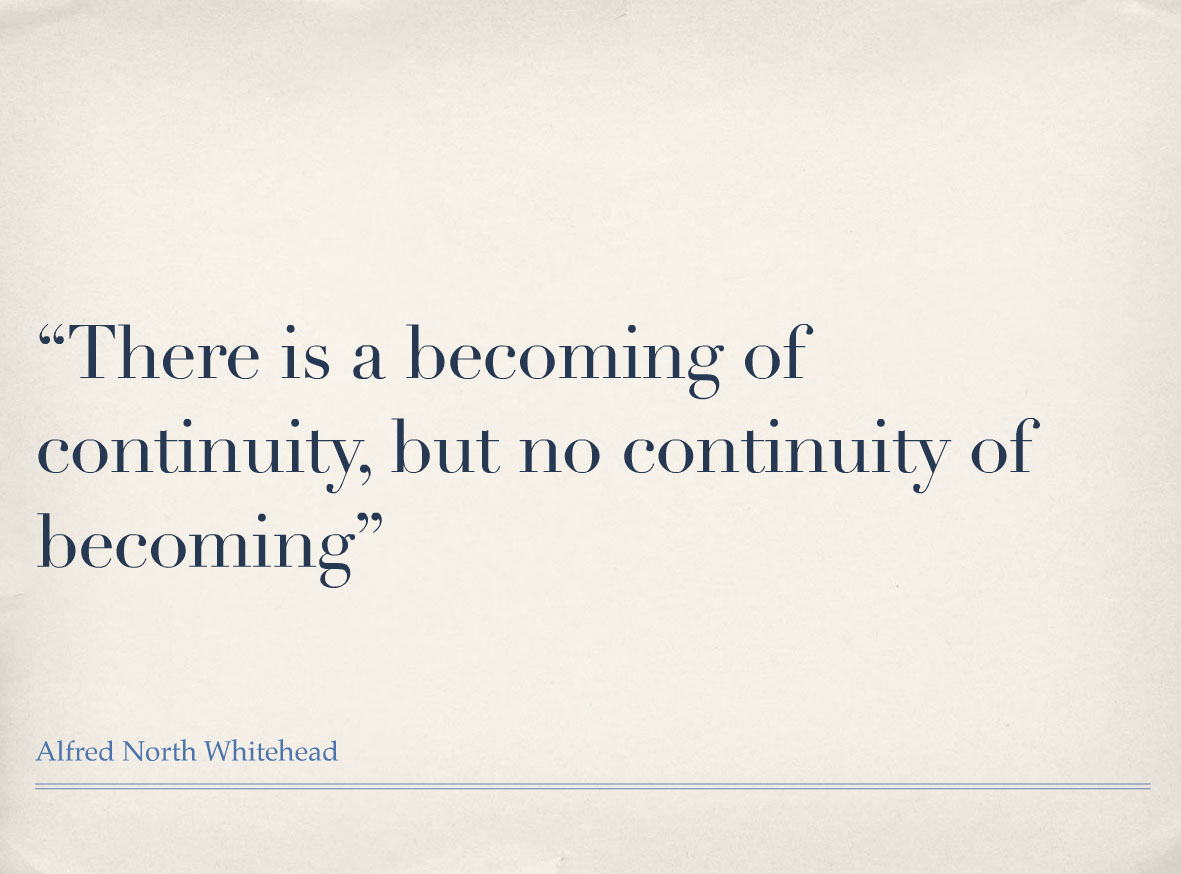 “There is a becoming of
continuity, but no continuity of
becoming”
Alfred North Whitehead